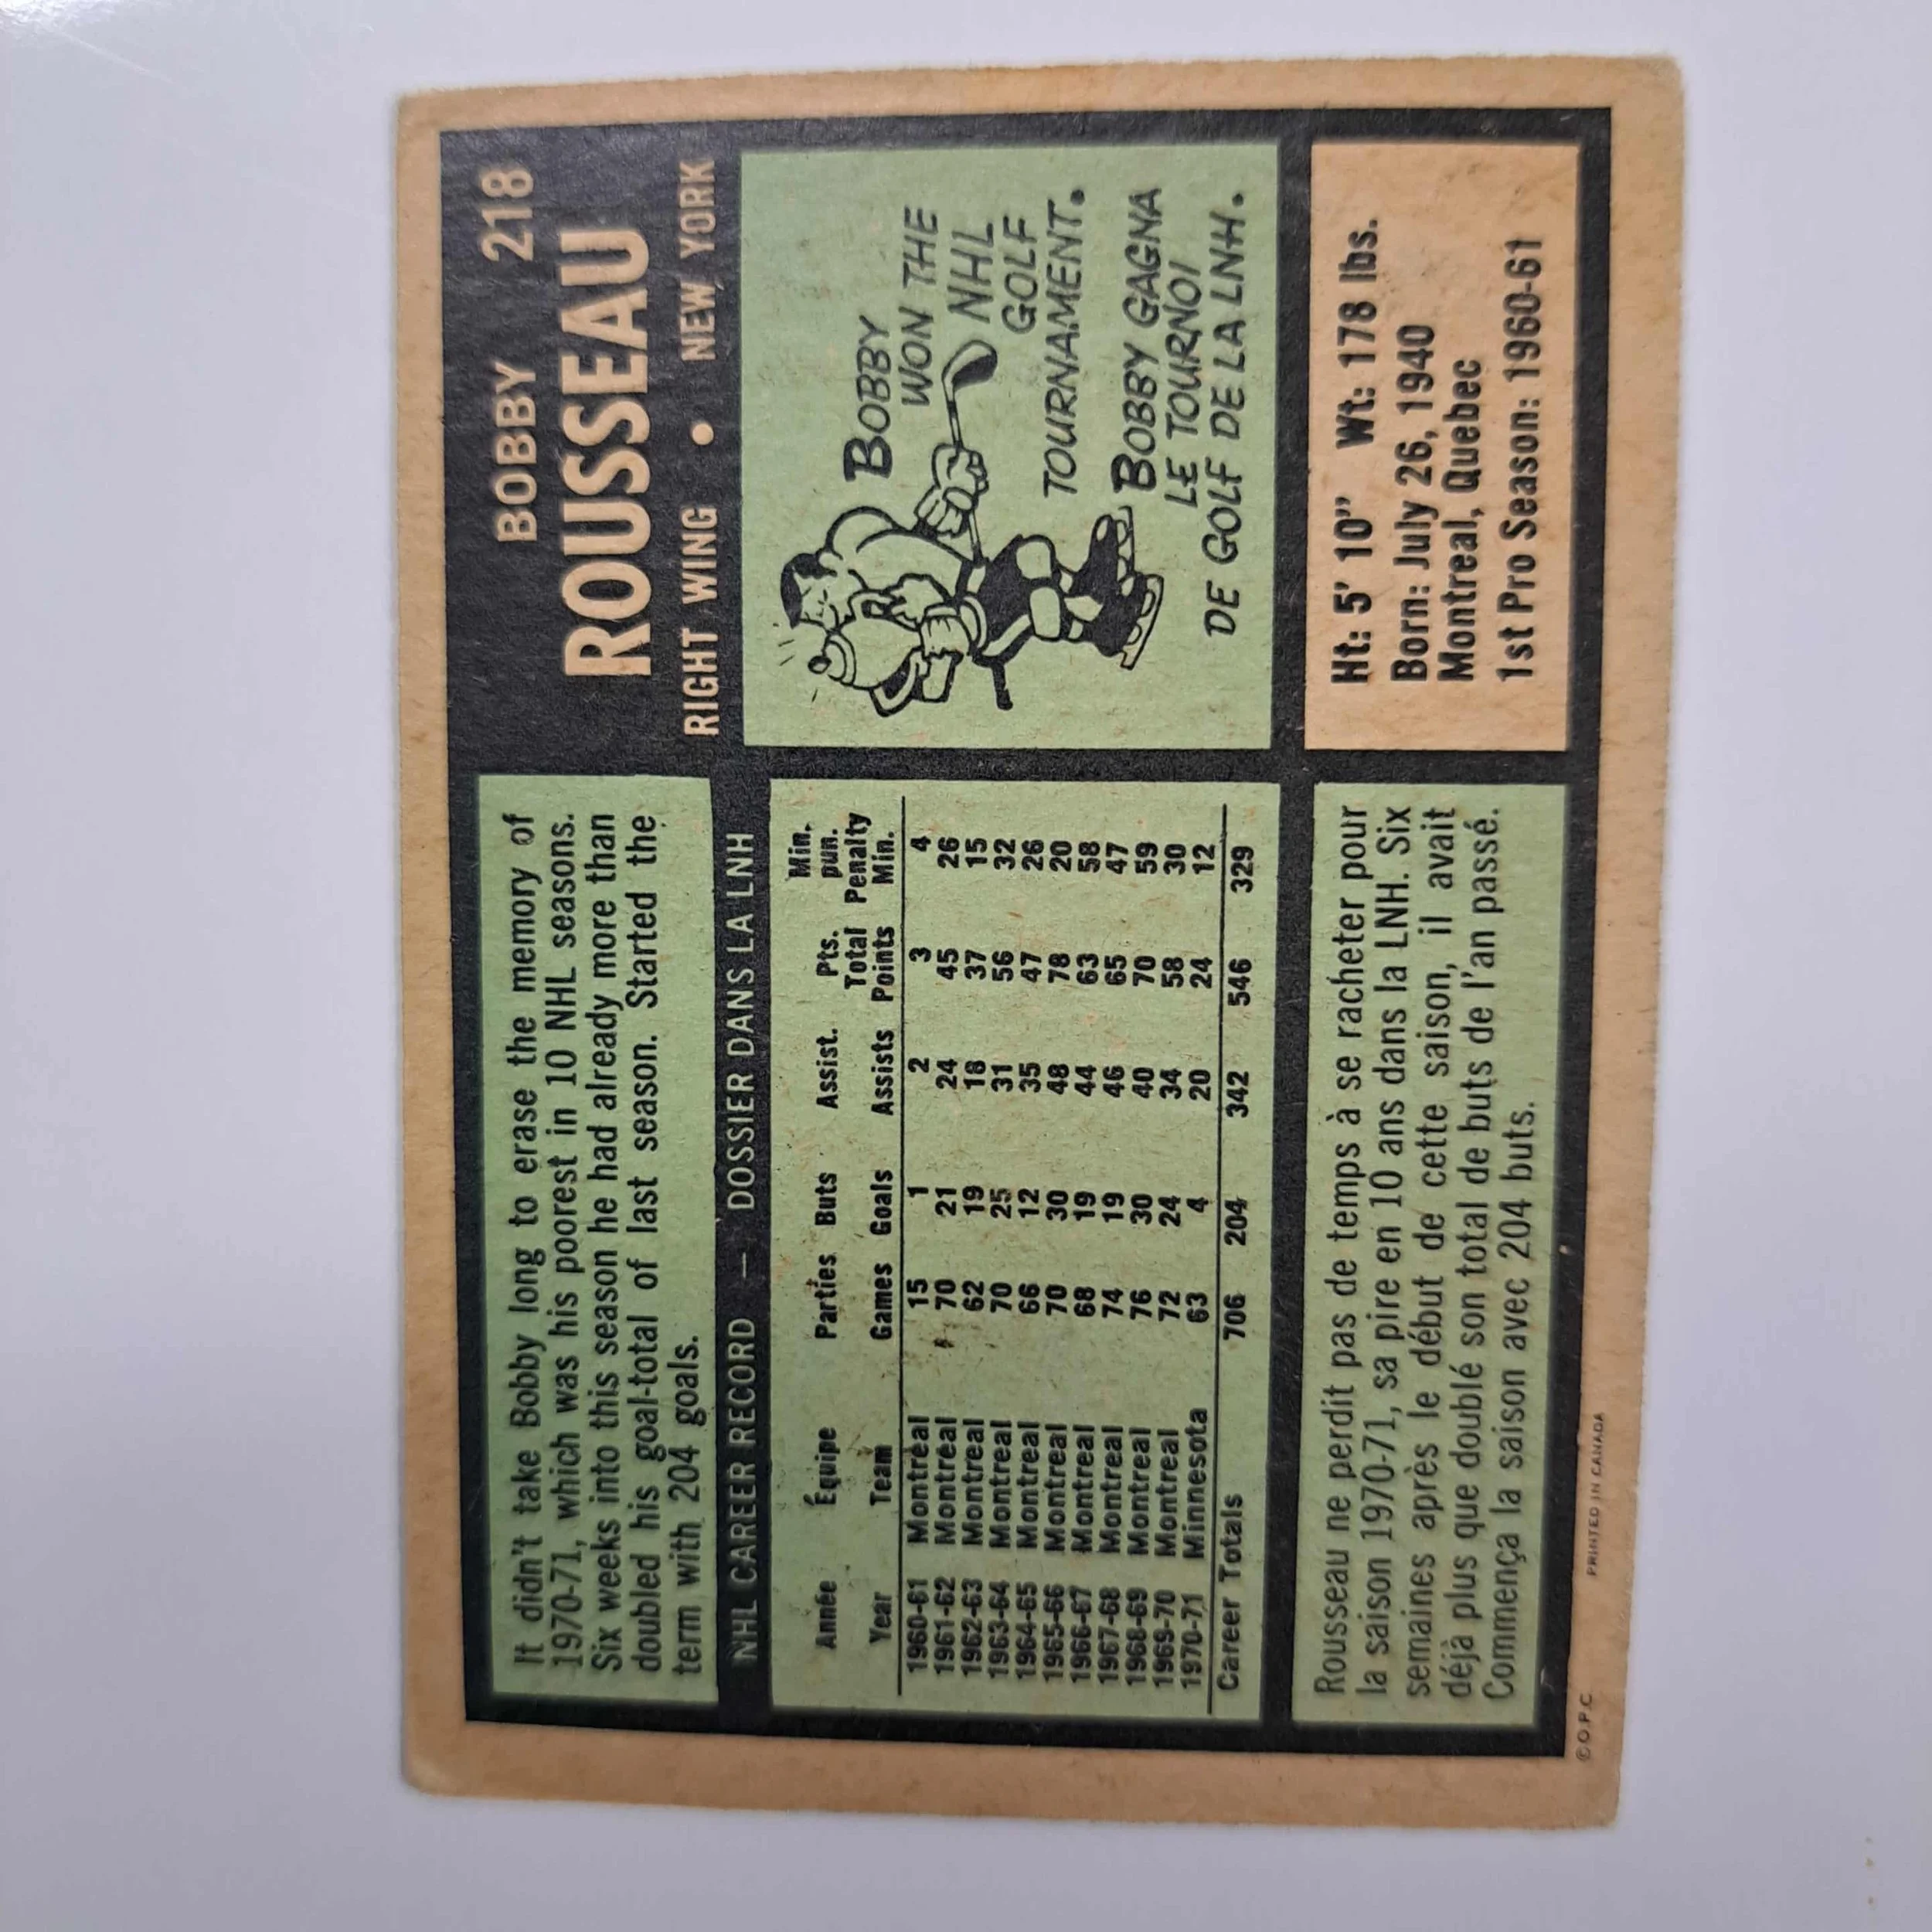 BOBBY 218
ROUSSEAU
RIGHT WING • NEW YORK
It didn't take Bobby long to erase the memory of
1970-71, which was his poorest in 10 NHL seasons.
Six weeks into this season he had already more than
doubled his goal-total of last season. Started the
term with 204 goals.
NHL CAREER RECORD — DOSSIER DANS LA LNH
Année Équipe Parties Buts Assist. Pts. Min.
Total pun.
Year Team Games Goals Assists Points Penalty
Min.
1960-61 Montreal 15 1 2 3 4
1961-62 Montreal 70 21 24 45 26
1962-63 Montreal 62 19 18 37 15
1963-64 Montreal 70 25 31 56 32
1964-65 Montreal 66 12 35 47 26
1965-66 Montreal 70 30 48 78 20
1966-67 Montreal 68 19 44 63 58
1967-68 Montreal 74 19 46 65 47
1968-69 Montreal 76 30 40 70 59
1969-70 Montreal 72 24 34 58 30
1970-71 Minnesota 63 4 20 24 12
Career Totals 706 204 342 546 329
BOBBY
WON THE
NHL
GOLF
TOURNAMENT.
BOBBY GAGNA
LE TOURNOI
DE GOLF DE LA LNH.
R
Rousseau ne perdit pas de temps à se racheter pour
la saison 1970-71, sa pire en 10 ans dans la LNH. Six
semaines après le début de cette saison, il avait
déjà plus que doublé son total de buts de l'an passé.
Commença la saison avec 204 buts.
Ht: 5' 10" Wt: 178 lbs.
Born: July 26, 1940
Montreal, Quebec
1st Pro Season: 1960-61
©O.P.C. PRINTED IN CANADA